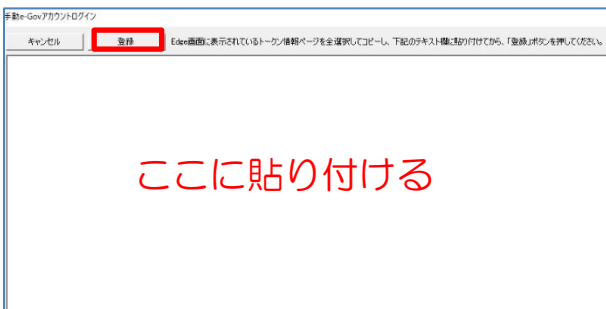 手動e-Govアカウントログイン
キャンセル 登録 Edge画面に表示されているトークン情報ページを全選択してコピーし、下記のテキスト欄に貼り付けてから、「登録」ボタンを押してください。
ここに貼り付ける